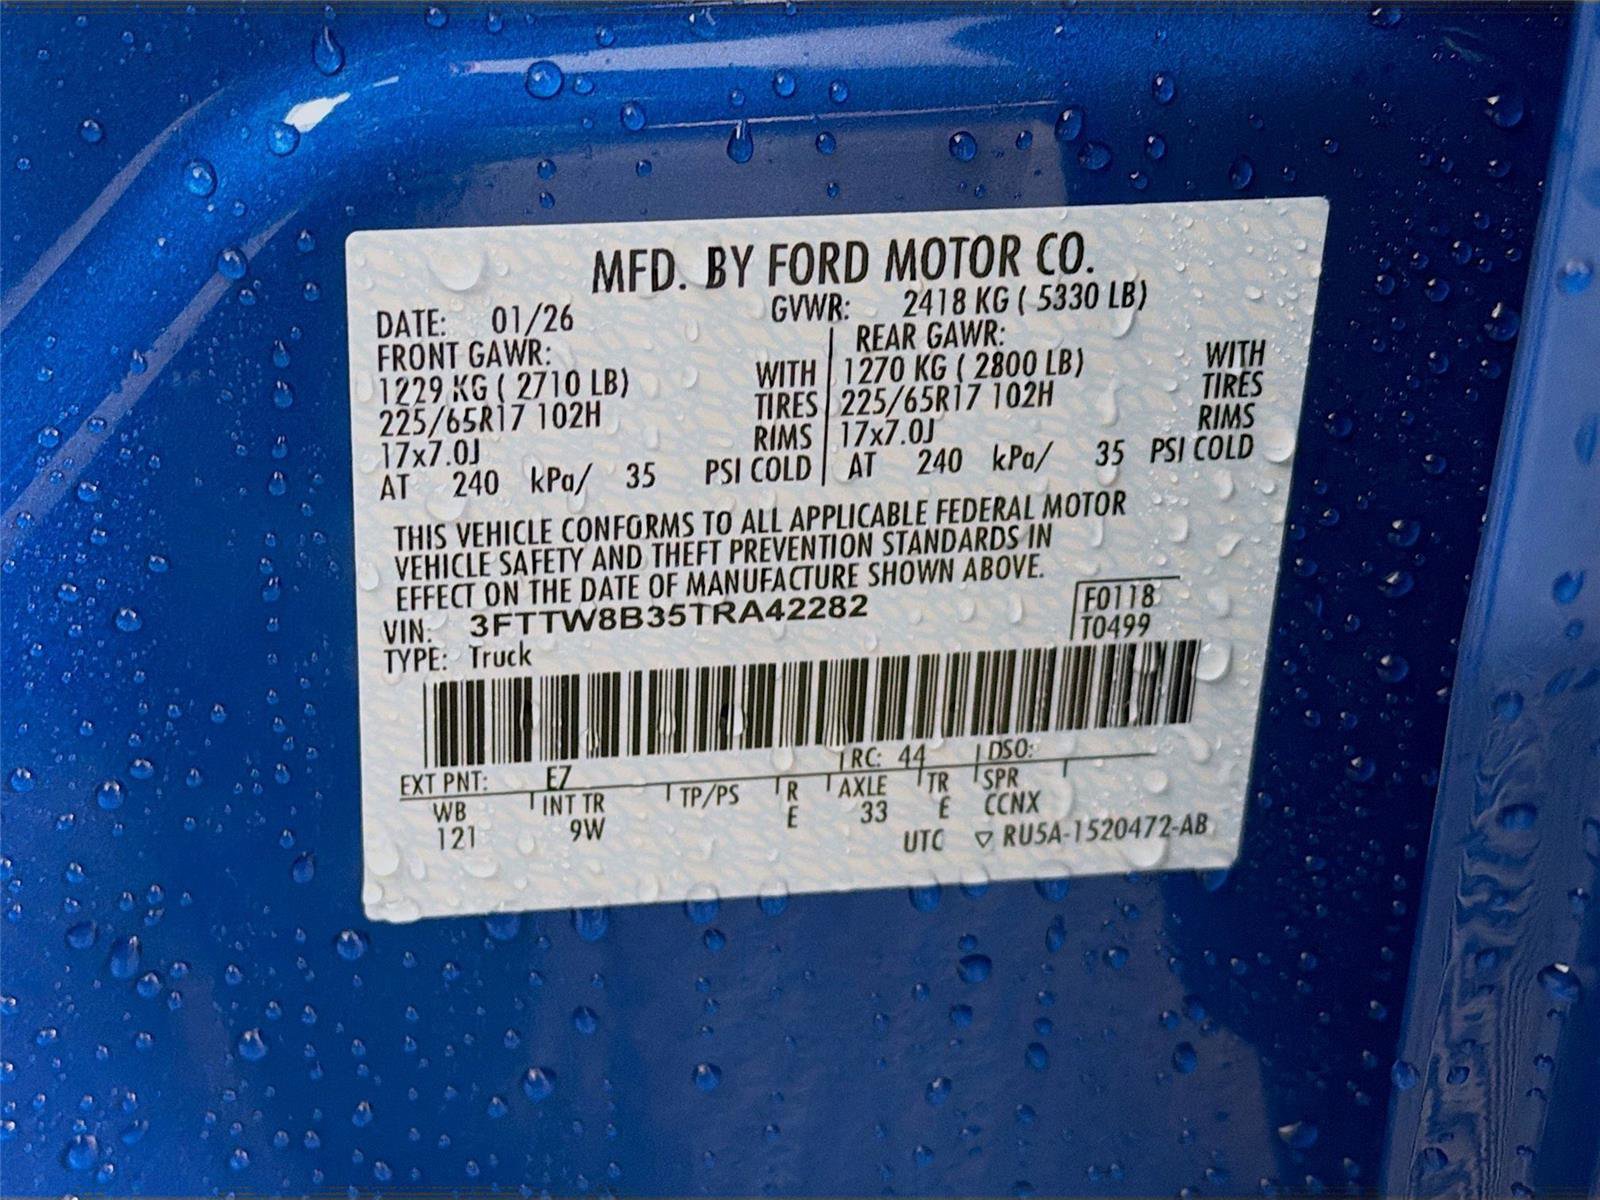 MFD. BY FORD MOTOR CO.
DATE: 01/26 GVWR: 2418 KG ( 5330 LB)
FRONT GAWR: REAR GAWR:
1229 KG ( 2710 LB) WITH 1270 KG ( 2800 LB) WITH
225/65R17 102H TIRES 225/65R17 102H TIRES
17x7.0J RIMS 17x7.0J RIMS
AT 240 kPa/ 35 PSI COLD AT 240 kPa/ 35 PSI COLD
THIS VEHICLE CONFORMS TO ALL APPLICABLE FEDERAL MOTOR
VEHICLE SAFETY AND THEFT PREVENTION STANDARDS IN
EFFECT ON THE DATE OF MANUFACTURE SHOWN ABOVE.
VIN: 3FTTW8B35TRA42282 F0118
TYPE: Truck T0499
EXT PNT: E7 RC: 44 DSO:
WB INT TR TP/PS R AXLE TR SPR
121 9W E 33 E CCNX
UTC ▽ RU5A-1520472-AB